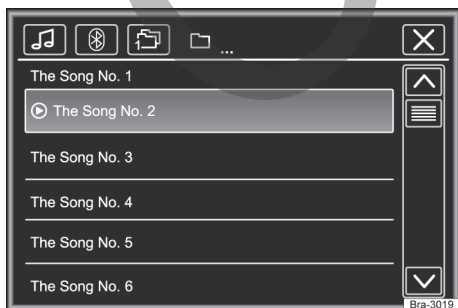 ...
The Song No. 1
The Song No. 2
The Song No. 3
The Song No. 4
The Song No. 5
The Song No. 6
Bra-3019